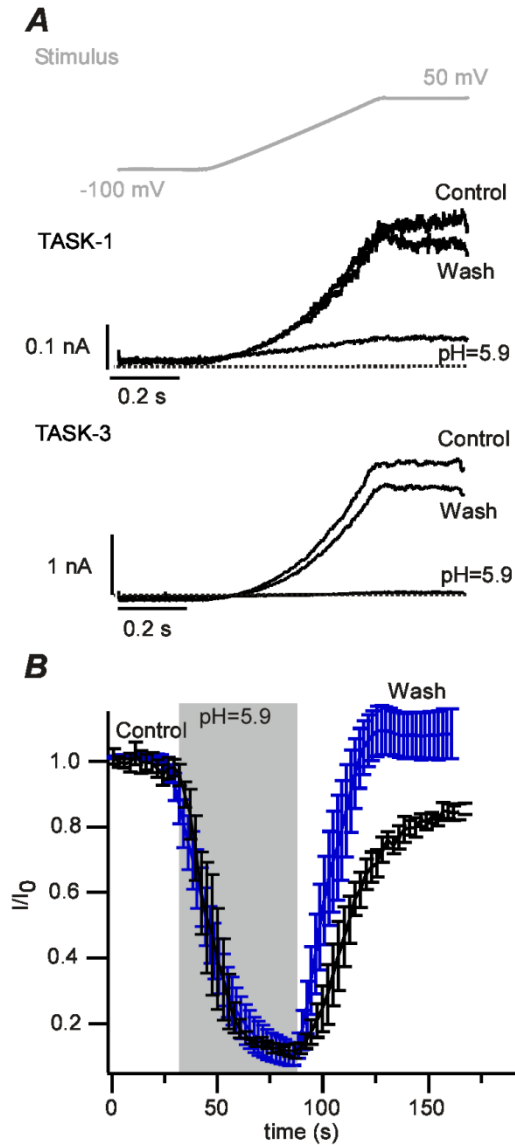 A
Stimulus
50 mV
-100 mV
Control
TASK-1
Wash
0.1 nA
pH=5.9
0.2 s
TASK-3
Control
Wash
1 nA
pH=5.9
0.2 s
B
Control
pH=5.9
Wash
1.0
0.8
0.6
0.4
0.2
I/I0
0
50
100
150
time (s)